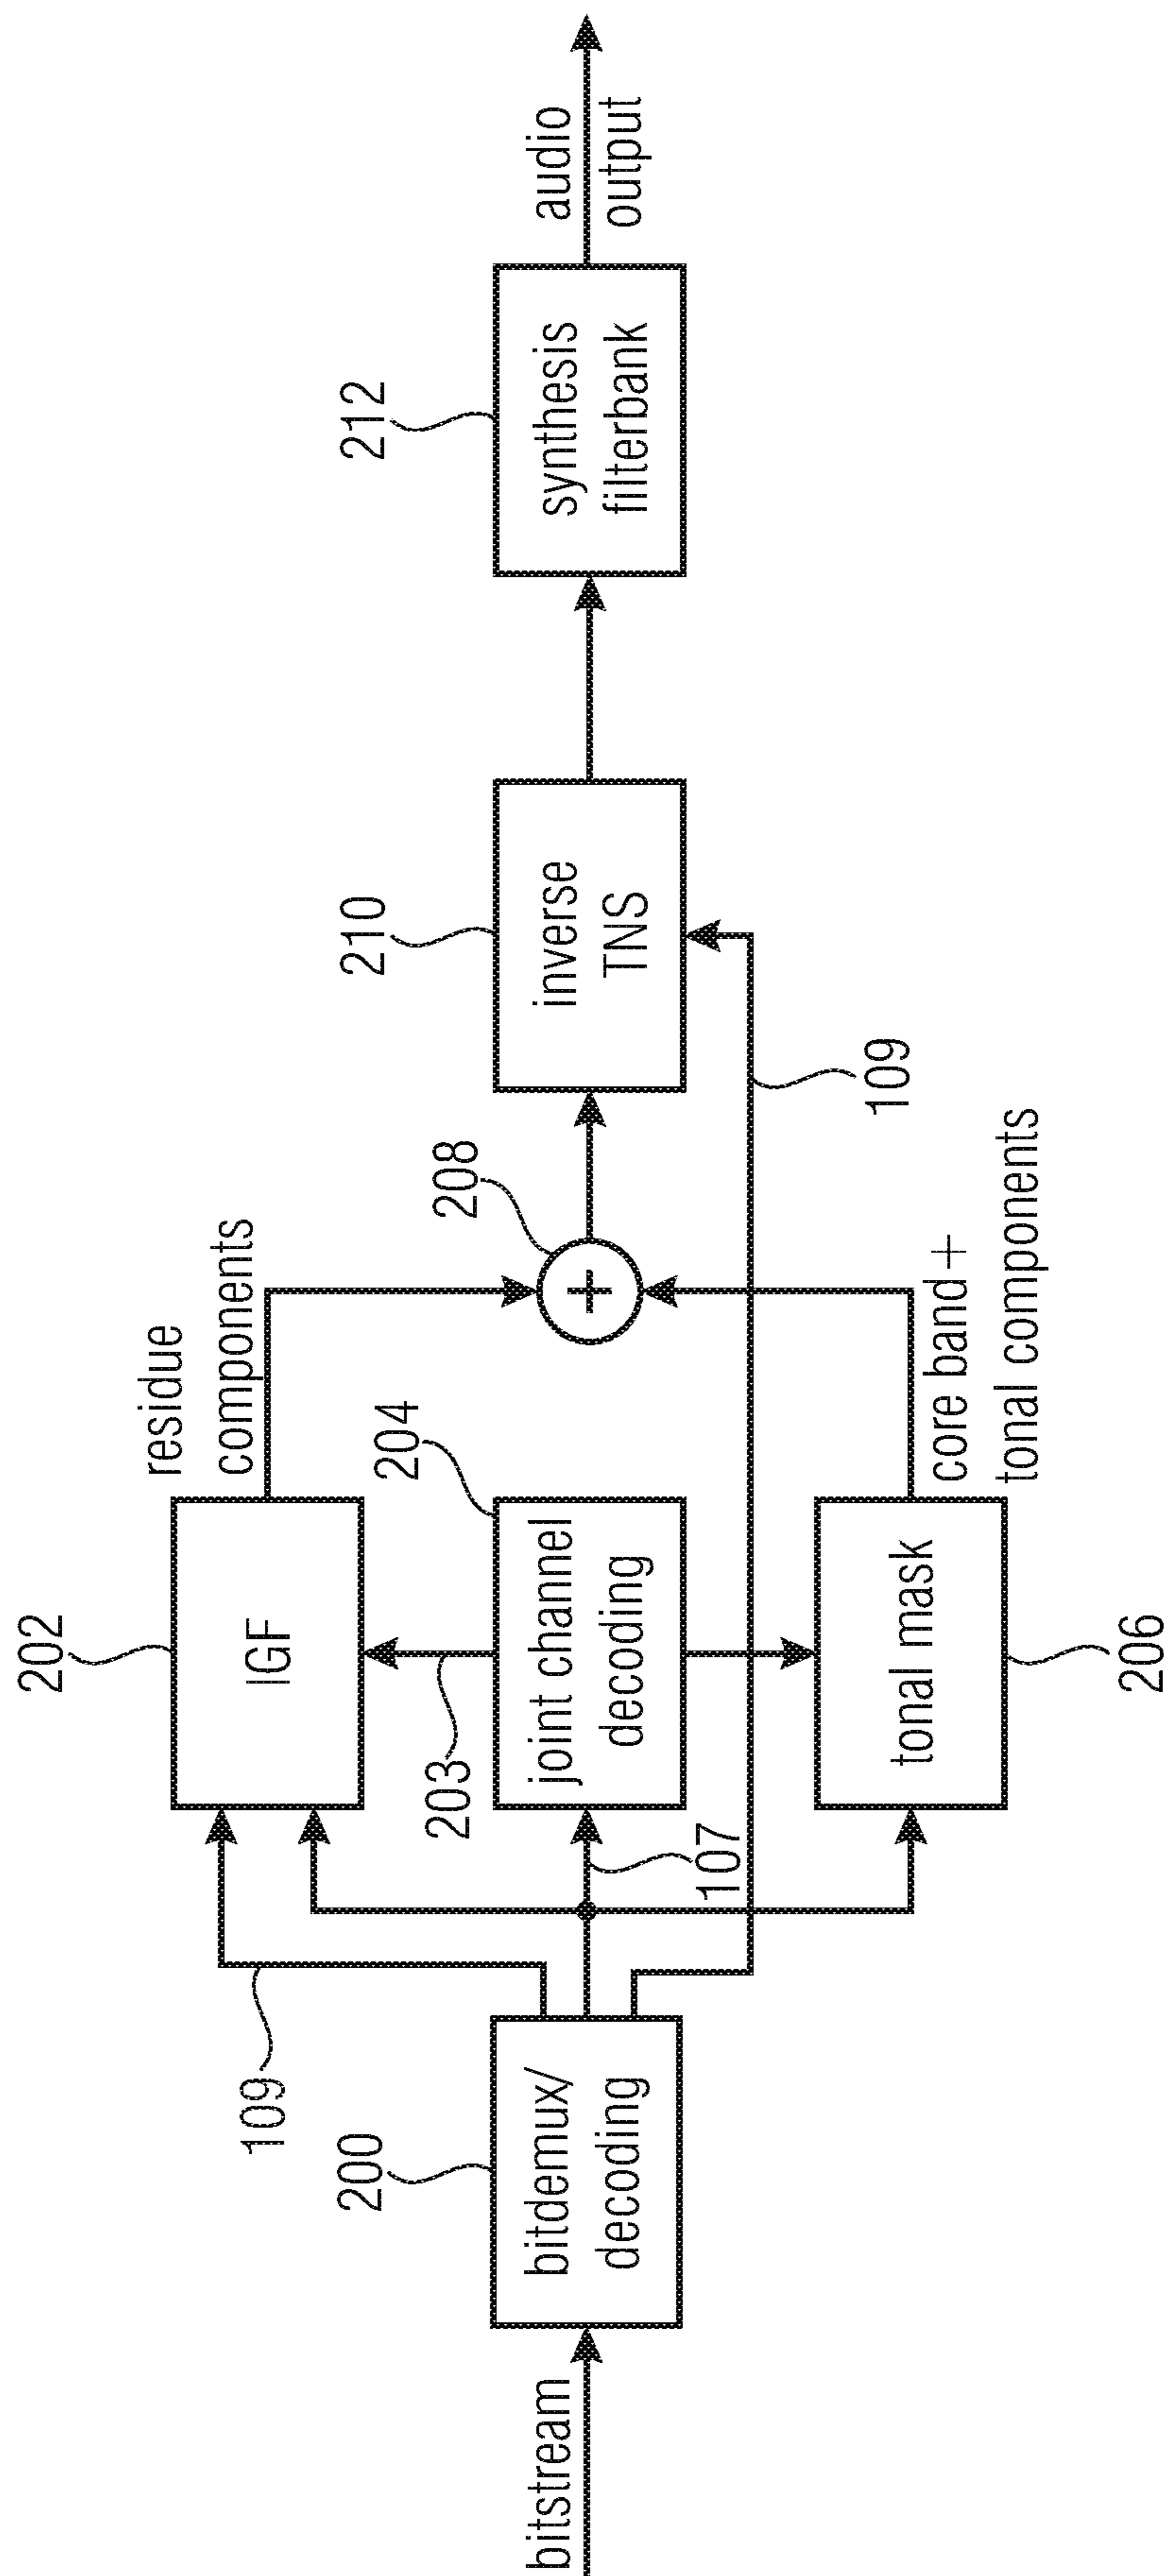 bitstream
200
bitdemux/
decoding
109
202
IGF
203
204
joint channel
decoding
107
206
tonal mask
residue
components
core band+
tonal components
208
+
109
210
inverse
TNS
212
synthesis
filterbank
audio
output